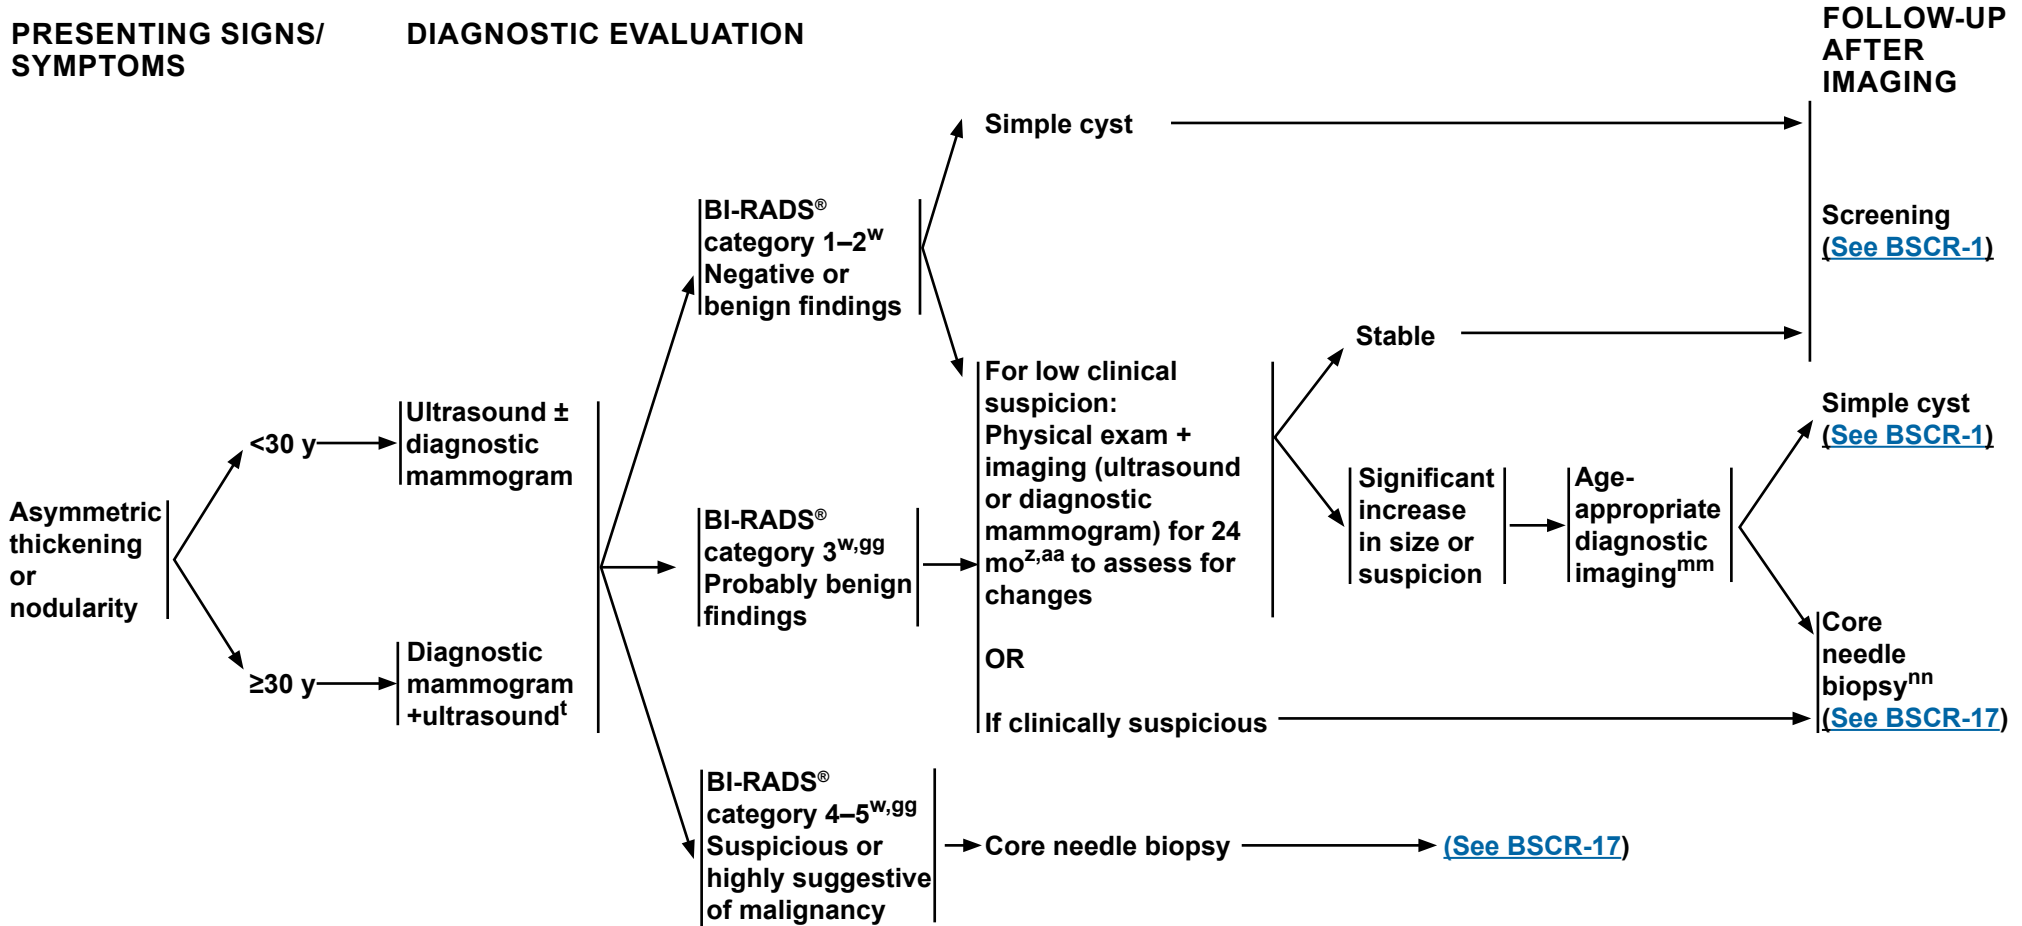 PRESENTING SIGNS/
SYMPTOMS
DIAGNOSTIC EVALUATION
FOLLOW-UP
AFTER
IMAGING
Asymmetric
thickening
or
nodularity
<30 y
≥30 y
Ultrasound ±
diagnostic
mammogram
Diagnostic
mammogram
+ultrasoundᵗ
BI-RADS®
category 1–2ʷ
Negative or
benign findings
BI-RADS®
category 3ʷ,ᵍᵍ
Probably benign
findings
BI-RADS®
category 4–5ʷ,ᵍᵍ
Suspicious or
highly suggestive
of malignancy
Simple cyst
For low clinical
suspicion:
Physical exam +
imaging (ultrasound
or diagnostic
mammogram) for 24
moᶻ,ᵃᵃ to assess for
changes
OR
If clinically suspicious
Core needle biopsy
(See BSCR-17)
Stable
Significant
increase
in size or
suspicion
Age-
appropriate
diagnostic
imagingᵐᵐ
Screening
(See BSCR-1)
Simple cyst
(See BSCR-1)
Core
needle
biopsyⁿⁿ
(See BSCR-17)